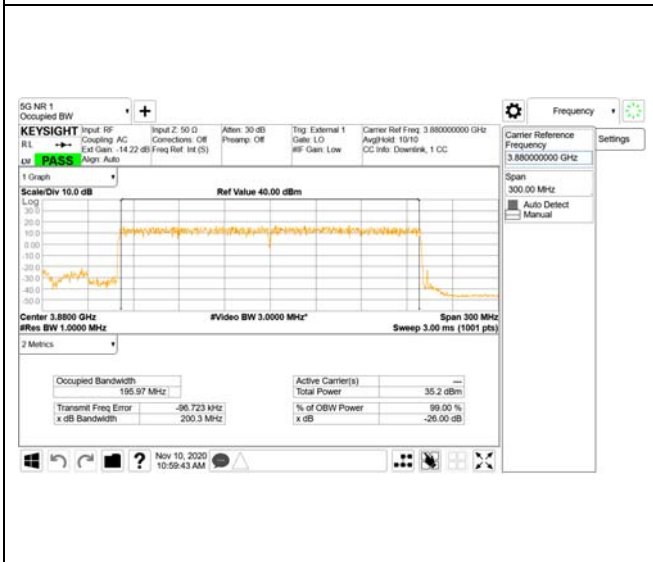 5G NR 1
Occupied BW
Frequency
KEYSIGHT
RL
LXI
PASS
Input: RF
Coupling: AC
Ext Gain: -14.22 dB
Align: Auto
Input Z: 50 Ω
Corrections: Off
Freq Ref: Int (S)
Atten: 30 dB
Preamp: Off
Trig: External 1
Gate: LO
#IF Gain: Low
Carrier Ref Freq: 3.880000000 GHz
Avg|Hold: 10/10
CC Info: Downlink, 1 CC
Carrier Reference
Frequency
3.880000000 GHz
Settings
Span
300.00 MHz
Auto Detect
Manual
1 Graph
Scale/Div 10.0 dB
Ref Value 40.00 dBm
Log
30.0
20.0
10.0
0.00
-10.0
-20.0
-30.0
-40.0
-50.0
Center 3.8800 GHz
#Video BW 3.0000 MHz*
Span 300 MHz
#Res BW 1.0000 MHz
Sweep 3.00 ms (1001 pts)
2 Metrics
Occupied Bandwidth
195.97 MHz
Transmit Freq Error -96.723 kHz
x dB Bandwidth 200.3 MHz
Active Carrier(s) ---
Total Power 35.2 dBm
% of OBW Power 99.00 %
x dB -26.00 dB
?
Nov 10, 2020
10:59:43 AM